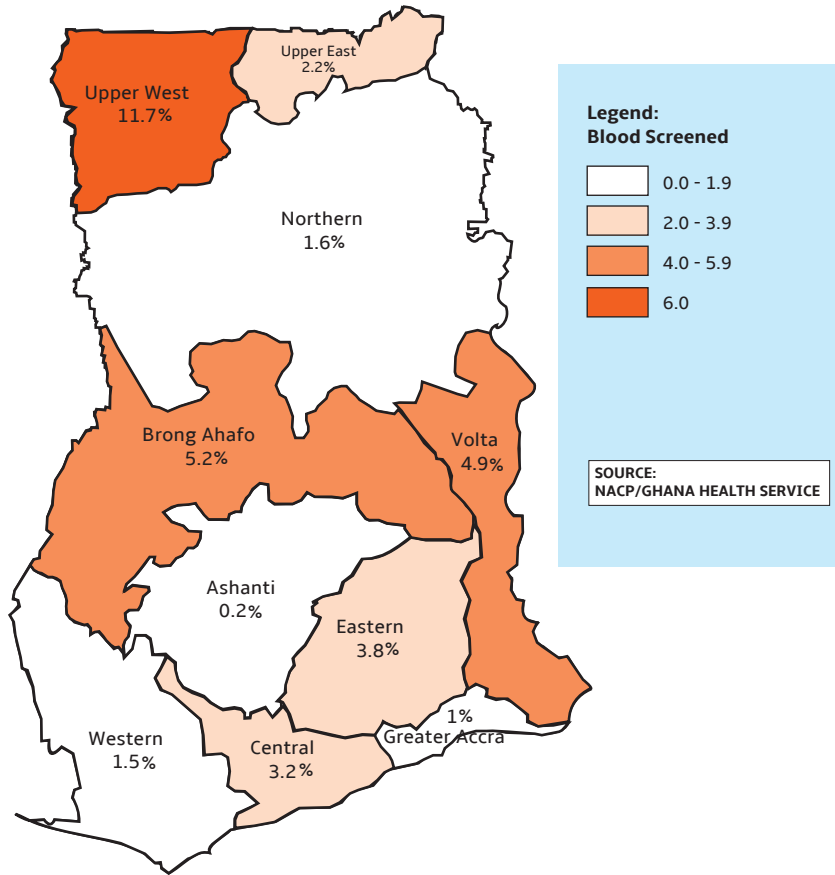 Upper East
2.2%
Upper West
11.7%
Northern
1.6%
Brong Ahafo
5.2%
Volta
4.9%
Ashanti
0.2%
Eastern
3.8%
1%
Greater Accra
Western
1.5%
Central
3.2%
Legend:
Blood Screened
0.0 - 1.9
2.0 - 3.9
4.0 - 5.9
6.0
SOURCE:
NACP/GHANA HEALTH SERVICE